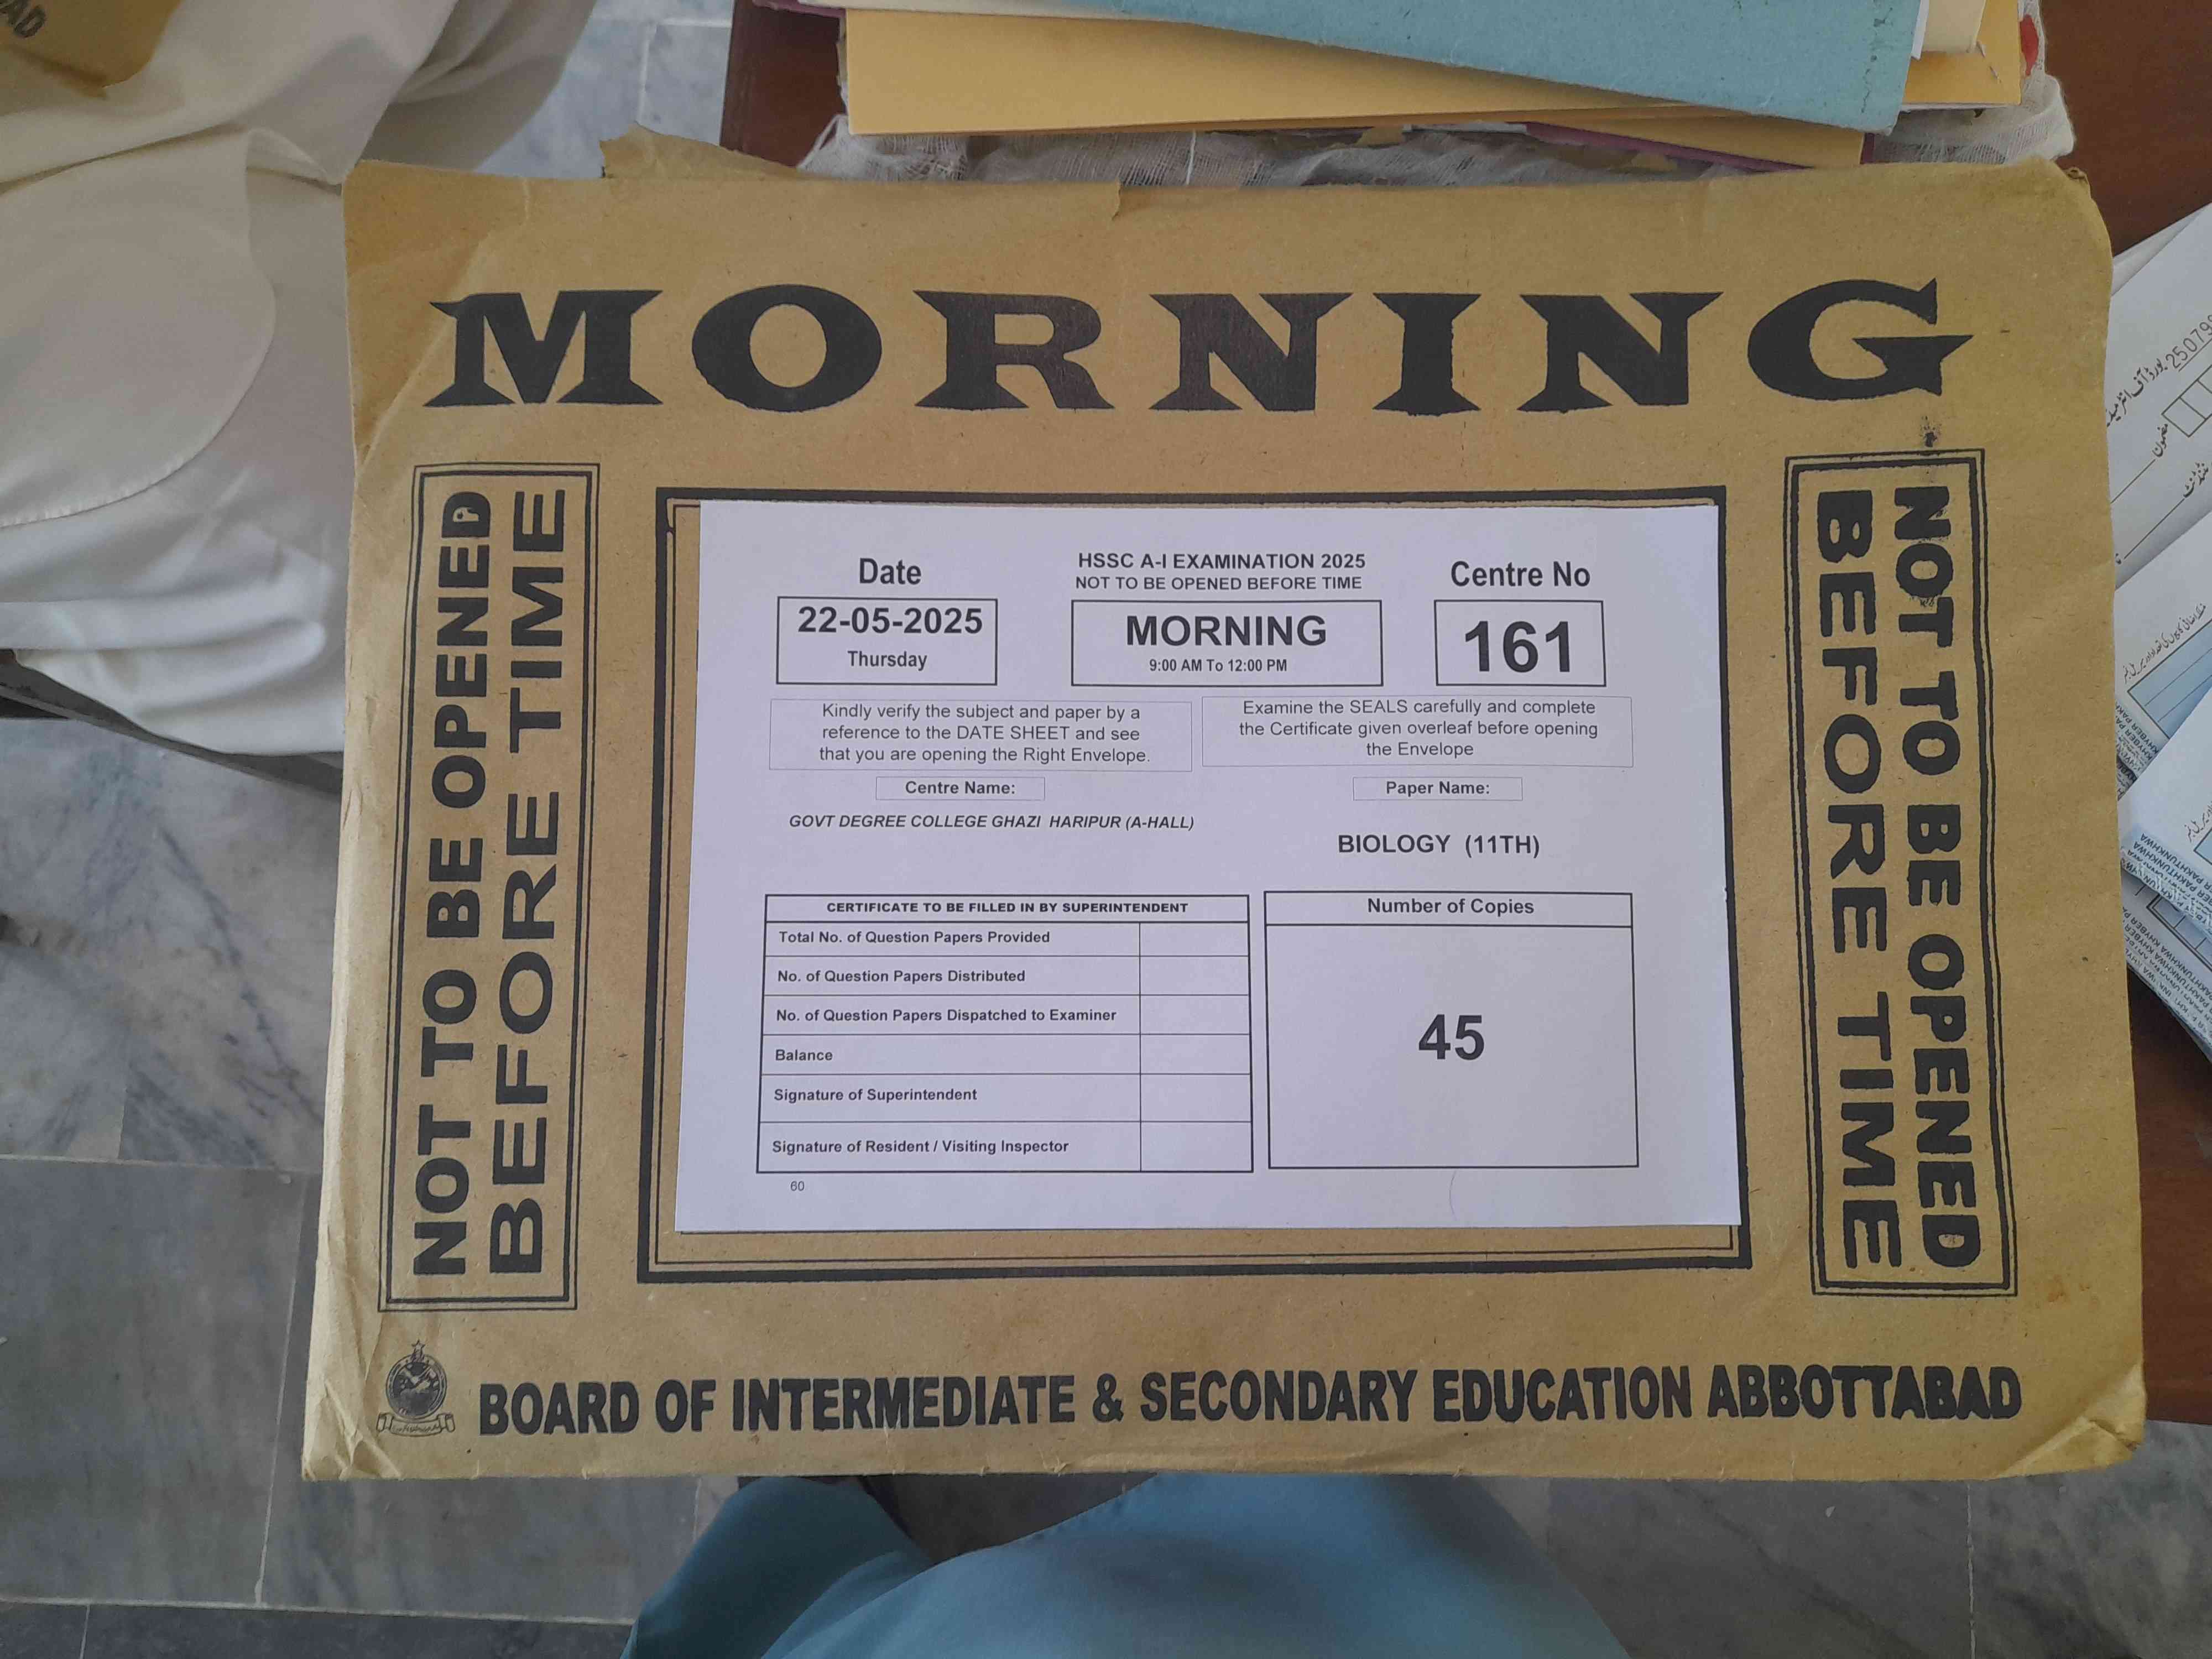 MORNING
NOT TO BE OPENED
BEFORE TIME
Date
22-05-2025
Thursday
HSSC A-I EXAMINATION 2025
NOT TO BE OPENED BEFORE TIME
MORNING
9:00 AM To 12:00 PM
Centre No
161
Kindly verify the subject and paper by a
reference to the DATE SHEET and see
that you are opening the Right Envelope.
Examine the SEALS carefully and complete
the Certificate given overleaf before opening
the Envelope
Centre Name:
GOVT DEGREE COLLEGE GHAZI HARIPUR (A-HALL)
Paper Name:
BIOLOGY (11TH)
CERTIFICATE TO BE FILLED IN BY SUPERINTENDENT
Total No. of Question Papers Provided
No. of Question Papers Distributed
No. of Question Papers Dispatched to Examiner
Balance
Signature of Superintendent
Signature of Resident / Visiting Inspector
Number of Copies
45
60
NOT TO BE OPENED
BEFORE TIME
BOARD OF INTERMEDIATE & SECONDARY EDUCATION ABBOTTABAD